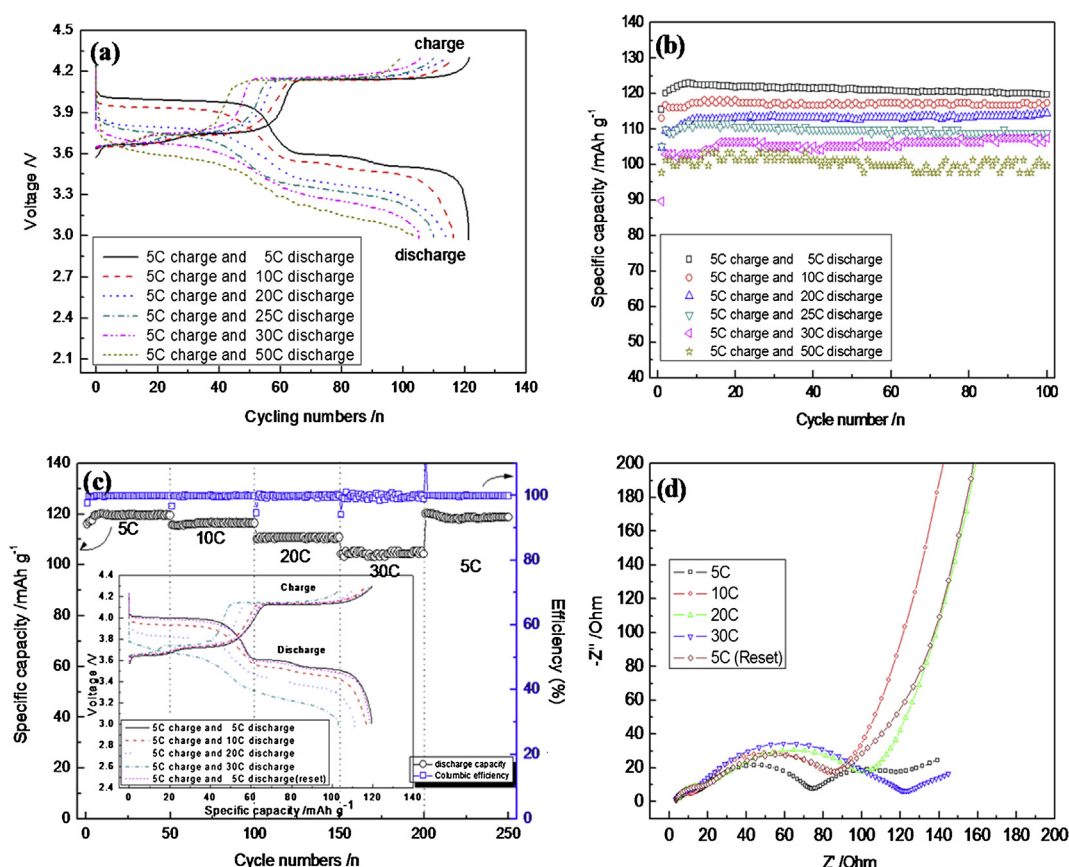 (a)
4.5
4.2
3.9
3.6
3.3
3.0
2.7
2.4
2.1
Voltage /V
charge
discharge
5C charge and 5C discharge
5C charge and 10C discharge
5C charge and 20C discharge
5C charge and 25C discharge
5C charge and 30C discharge
5C charge and 50C discharge
0 20 40 60 80 100 120 140
Cycling numbers /n
(b)
140
130
120
110
100
90
80
70
60
50
40
Specific capacity /mAh g-1
5C charge and 5C discharge
5C charge and 10C discharge
5C charge and 20C discharge
5C charge and 25C discharge
5C charge and 30C discharge
5C charge and 50C discharge
0 20 40 60 80 100
Cycle number /n
(c)
140
120
100
80
60
40
20
0
Specific capacity /mAh g-1
5C
10C
20C
30C
5C
100
80
60
40
20
0
Efficiency (%)
4.4
4.2
4.0
3.8
3.6
3.4
3.2
3.0
2.8
2.6
2.4
Voltage /V
Charge
Discharge
5C charge and 5C discharge
5C charge and 10C discharge
5C charge and 20C discharge
5C charge and 30C discharge
5C charge and 5C discharge(reset)
0 20 40 60 80 100 120 140
Specific capacity /mAh g-1
discharge capacity
Columbic efficiency
0 50 100 150 200 250
Cycle numbers /n
(d)
200
180
160
140
120
100
80
60
40
20
0
-Z'' /Ohm
5C
10C
20C
30C
5C (Reset)
0 20 40 60 80 100 120 140 160 180 200
Z' /Ohm